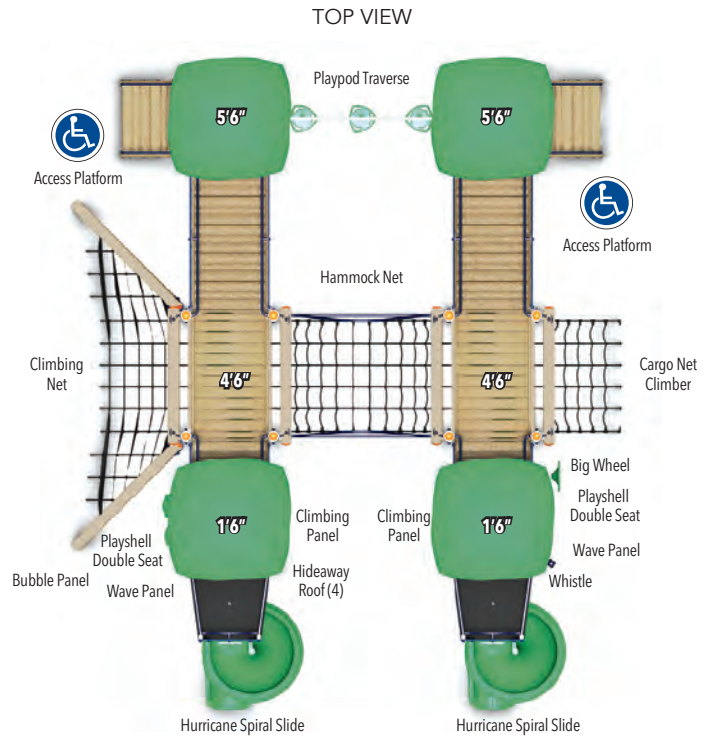 TOP VIEW
Playpod Traverse
5'6"
5'6"
Access Platform
Access Platform
Hammock Net
Climbing
Net
4'6"
4'6"
Cargo Net
Climber
Big Wheel
Playshell
Double Seat
1'6"
Climbing
Panel
Climbing
Panel
1'6"
Wave Panel
Playshell
Double Seat
Bubble Panel
Wave Panel
Hideaway
Roof (4)
Whistle
Hurricane Spiral Slide
Hurricane Spiral Slide